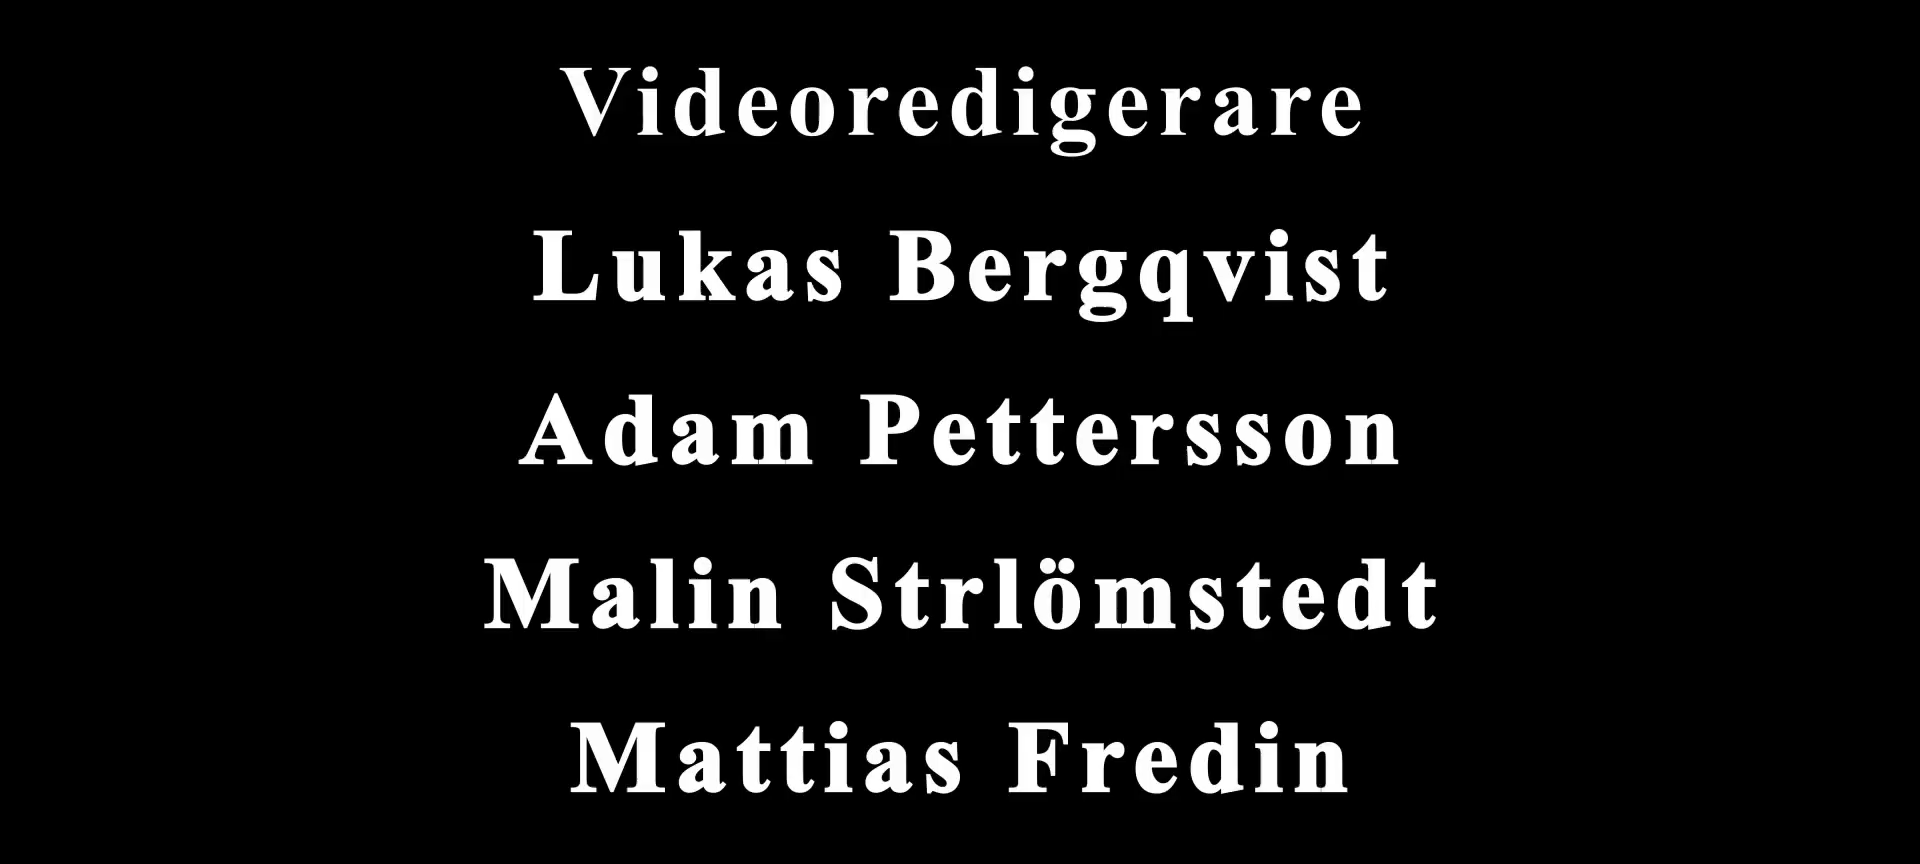 Videoredigerare
Lukas Bergqvist
Adam Pettersson
Malin Strlömstedt
Mattias Fredin